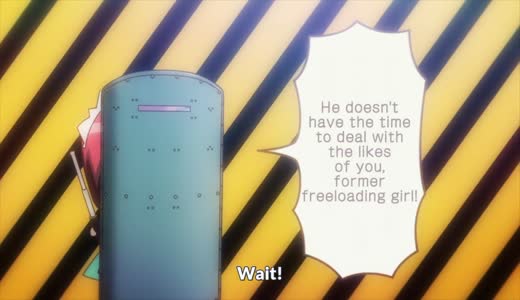 He doesn't
have the time
to deal with
the likes
of you,
former
freeloading girl!
Wait!